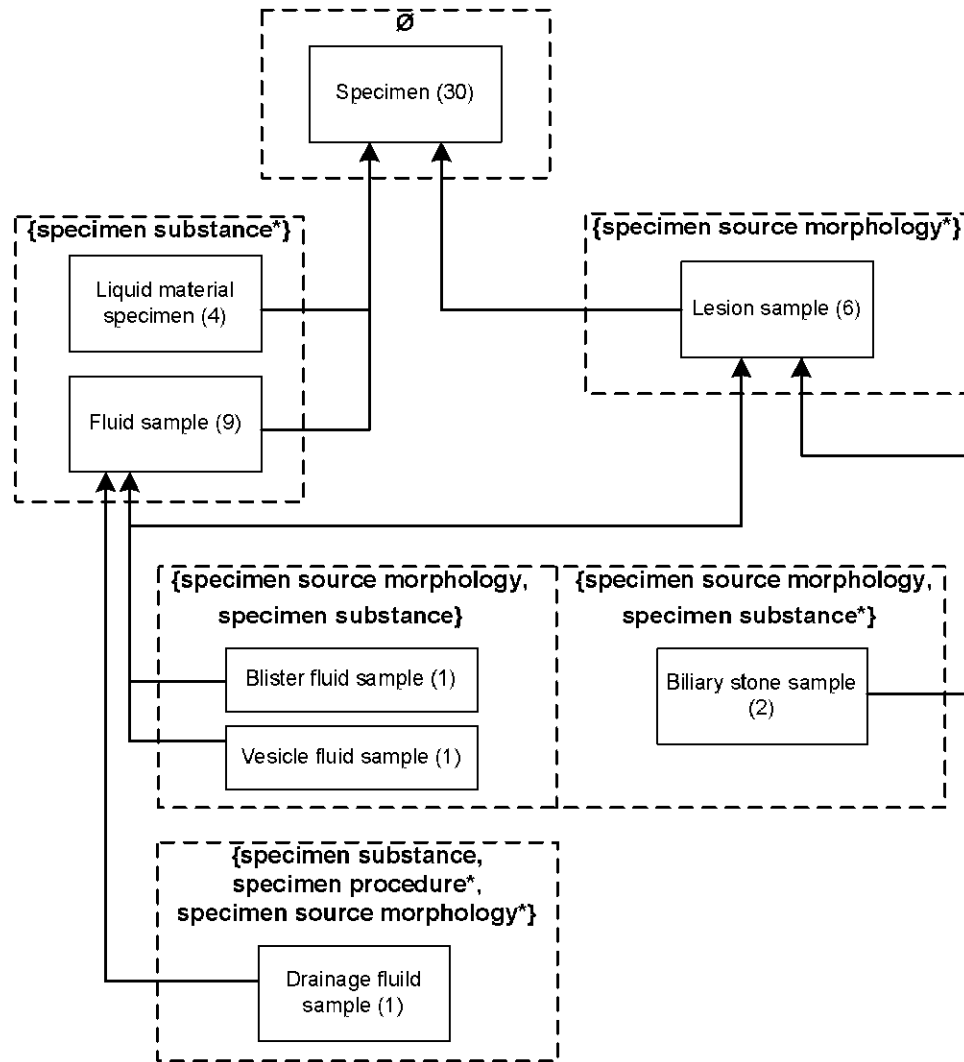 Ø
Specimen (30)
{specimen substance*}
Liquid material
specimen (4)
Fluid sample (9)
{specimen source morphology*}
Lesion sample (6)
{specimen source morphology,
specimen substance}
Blister fluid sample (1)
Vesicle fluid sample (1)
{specimen source morphology,
specimen substance*}
Biliary stone sample
(2)
{specimen substance,
specimen procedure*,
specimen source morphology*}
Drainage fluild
sample (1)